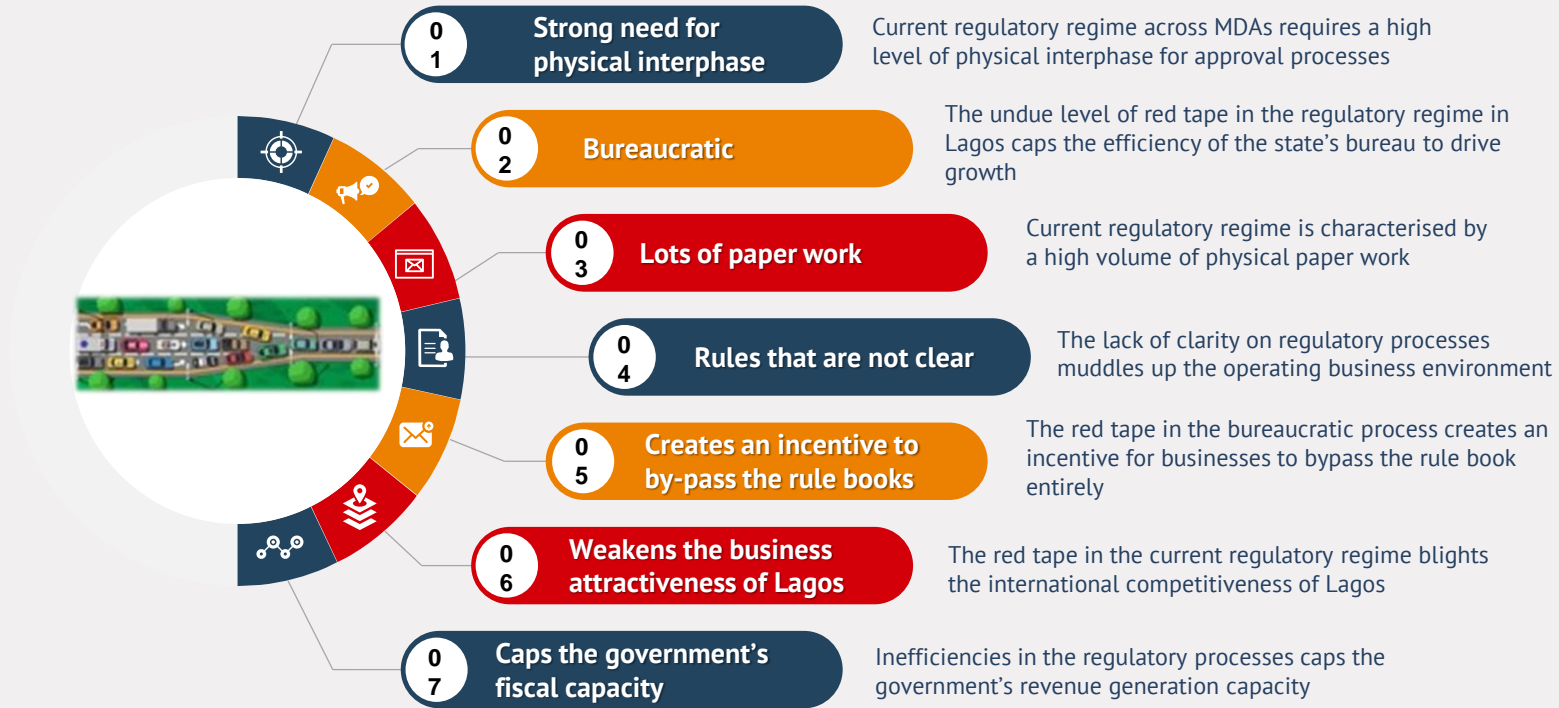 0
1
Strong need for
physical interphase
Current regulatory regime across MDAs requires a high
level of physical interphase for approval processes
0
2
Bureaucratic
The undue level of red tape in the regulatory regime in
Lagos caps the efficiency of the state’s bureau to drive
growth
0
3
Lots of paper work
Current regulatory regime is characterised by
a high volume of physical paper work
0
4
Rules that are not clear
The lack of clarity on regulatory processes
muddles up the operating business environment
0
5
Creates an incentive to
by-pass the rule books
The red tape in the bureaucratic process creates an
incentive for businesses to bypass the rule book
entirely
0
6
Weakens the business
attractiveness of Lagos
The red tape in the current regulatory regime blights
the international competitiveness of Lagos
0
7
Caps the government’s
fiscal capacity
Inefficiencies in the regulatory processes caps the
government’s revenue generation capacity